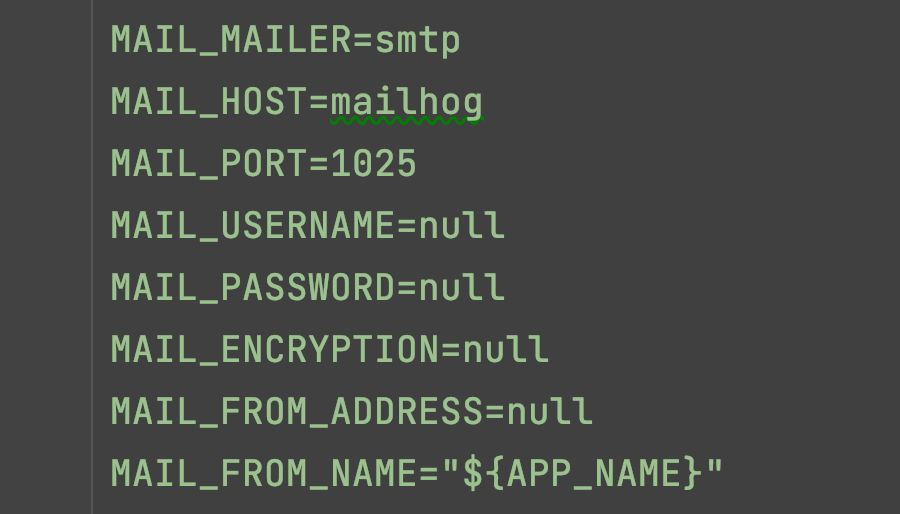 MAIL_MAILER=smtp
MAIL_HOST=mailhog
MAIL_PORT=1025
MAIL_USERNAME=null
MAIL_PASSWORD=null
MAIL_ENCRYPTION=null
MAIL_FROM_ADDRESS=null
MAIL_FROM_NAME="${APP_NAME}"